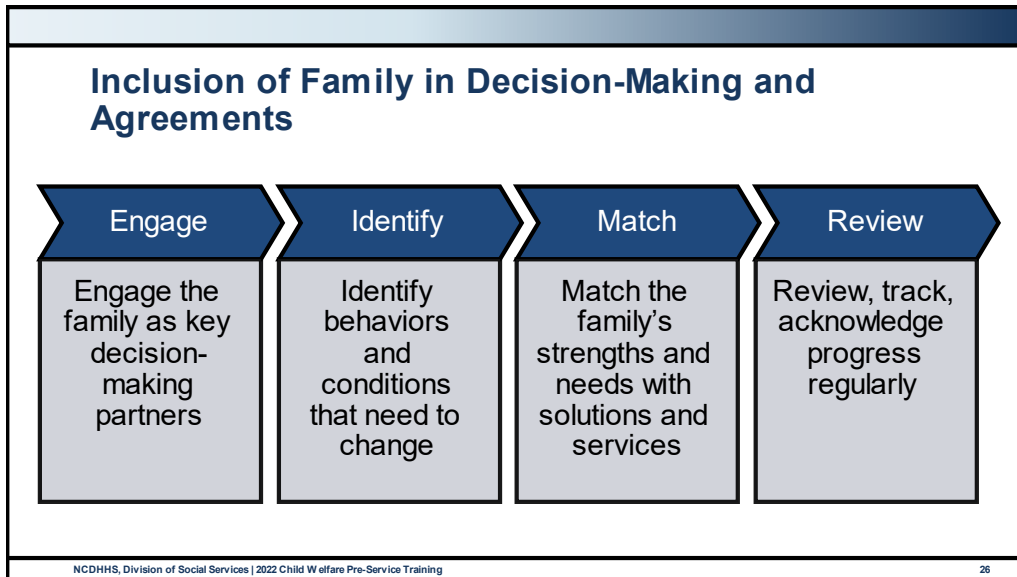 Inclusion of Family in Decision-Making and
Agreements
Engage
Engage the
family as key
decision-
making
partners
Identify
Identify
behaviors
and
conditions
that need to
change
Match
Match the
family’s
strengths and
needs with
solutions and
services
Review
Review, track,
acknowledge
progress
regularly
NCDHHS, Division of Social Services | 2022 Child Welfare Pre-Service Training
26